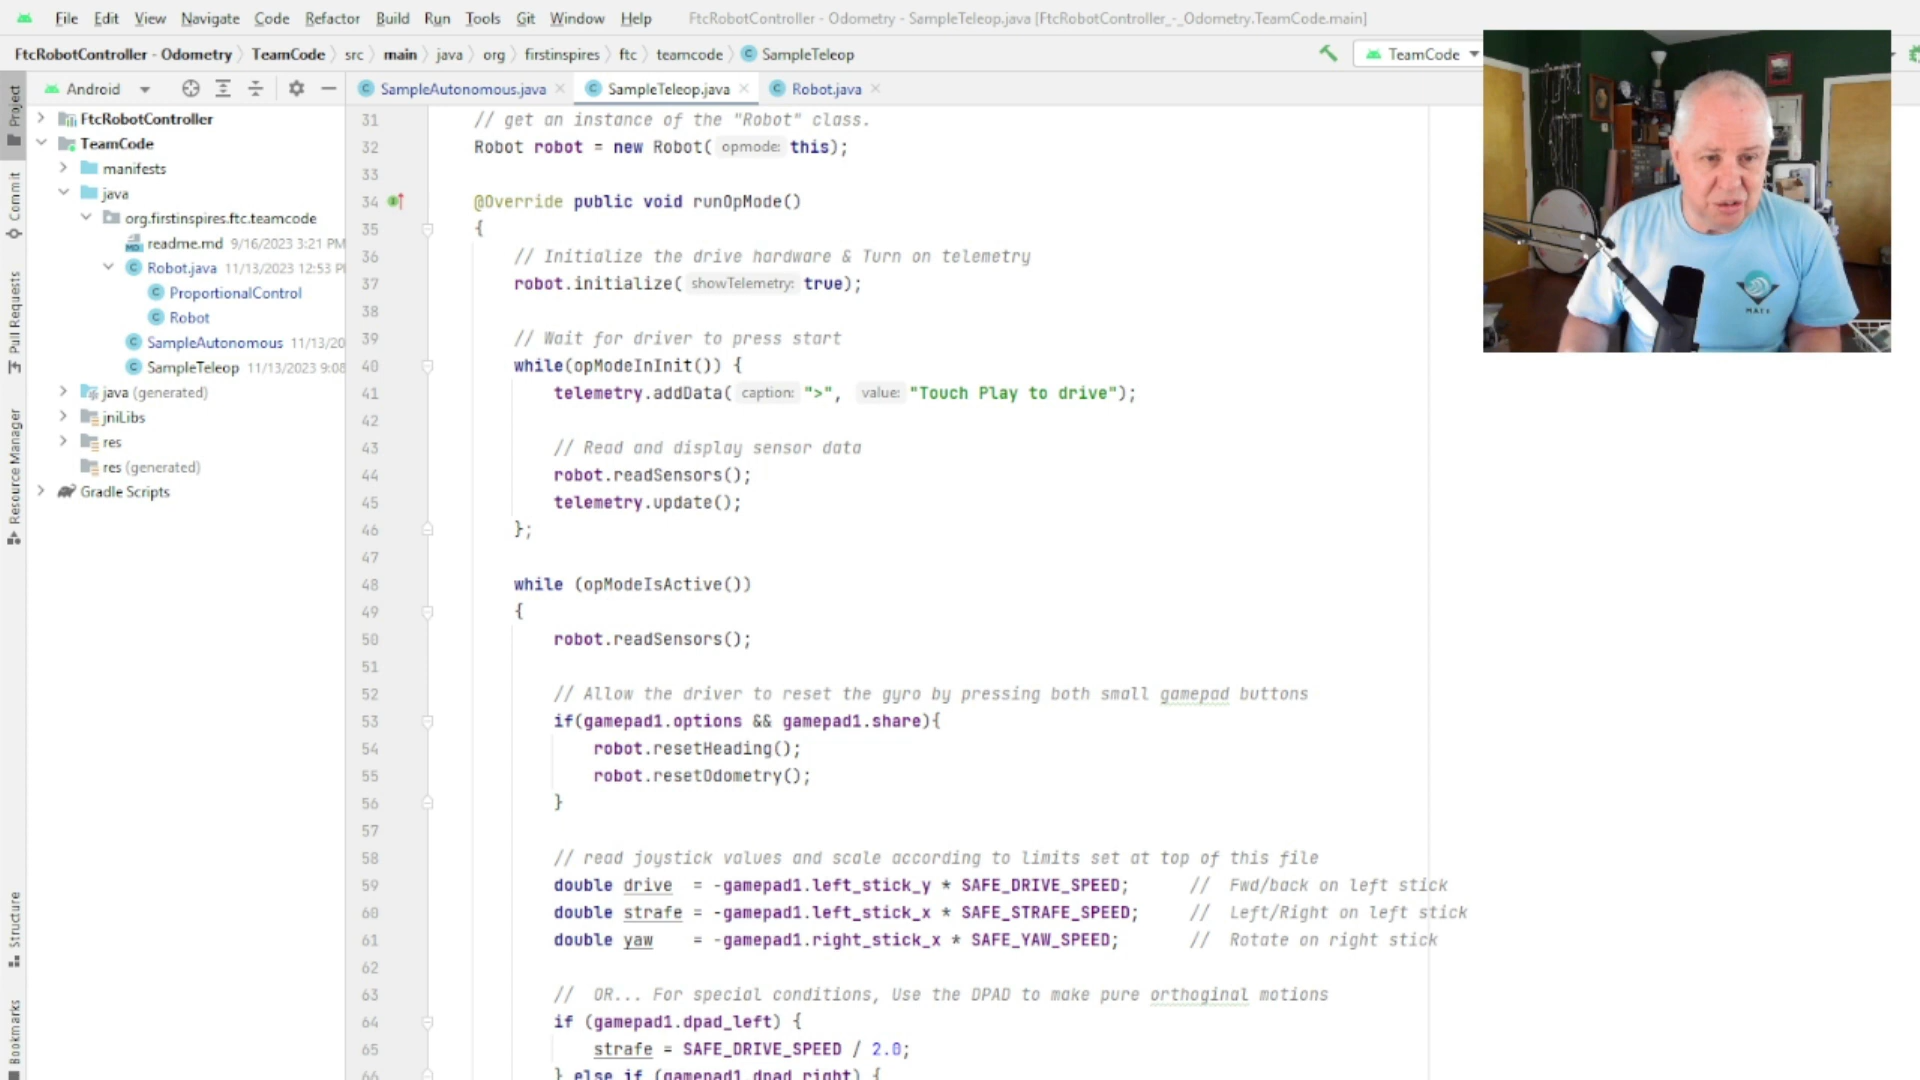 File Edit View Navigate Code Refactor Build Run Tools Git Window Help FtcRobotController - Odometry - SampleTeleop.java [FtcRobotController_-_Odometry.TeamCode.main]
FtcRobotController - Odometry TeamCode src main java org firstinspires ftc teamcode SampleTeleop TeamCode
Android SampleAutonomous.java SampleTeleop.java Robot.java
Project
Commit
Pull Requests
Resource Manager
Structure
Bookmarks
FtcRobotController
TeamCode
manifests
java
org.firstinspires.ftc.teamcode
readme.md 9/16/2023 3:21 PM
Robot.java 11/13/2023 12:53 P
ProportionalControl
Robot
SampleAutonomous 11/13/20
SampleTeleop 11/13/2023 9:08
java (generated)
jniLibs
res
res (generated)
Gradle Scripts
31 // get an instance of the "Robot" class.
32 Robot robot = new Robot( opmode: this);
33
34 @Override public void runOpMode()
35 {
36 // Initialize the drive hardware & Turn on telemetry
37 robot.initialize( showTelemetry: true);
38
39 // Wait for driver to press start
40 while(opModeInInit()) {
41 telemetry.addData( caption: ">", value: "Touch Play to drive");
42
43 // Read and display sensor data
44 robot.readSensors();
45 telemetry.update();
46 };
47
48 while (opModeIsActive())
49 {
50 robot.readSensors();
51
52 // Allow the driver to reset the gyro by pressing both small gamepad buttons
53 if(gamepad1.options && gamepad1.share){
54 robot.resetHeading();
55 robot.resetOdometry();
56 }
57
58 // read joystick values and scale according to limits set at top of this file
59 double drive = -gamepad1.left_stick_y * SAFE_DRIVE_SPEED; // Fwd/back on left stick
60 double strafe = -gamepad1.left_stick_x * SAFE_STRAFE_SPEED; // Left/Right on left stick
61 double yaw = -gamepad1.right_stick_x * SAFE_YAW_SPEED; // Rotate on right stick
62
63 // OR... For special conditions, Use the DPAD to make pure orthoginal motions
64 if (gamepad1.dpad_left) {
65 strafe = SAFE_DRIVE_SPEED / 2.0;
66 } else if (gamepad1.dpad_right) {
MATE